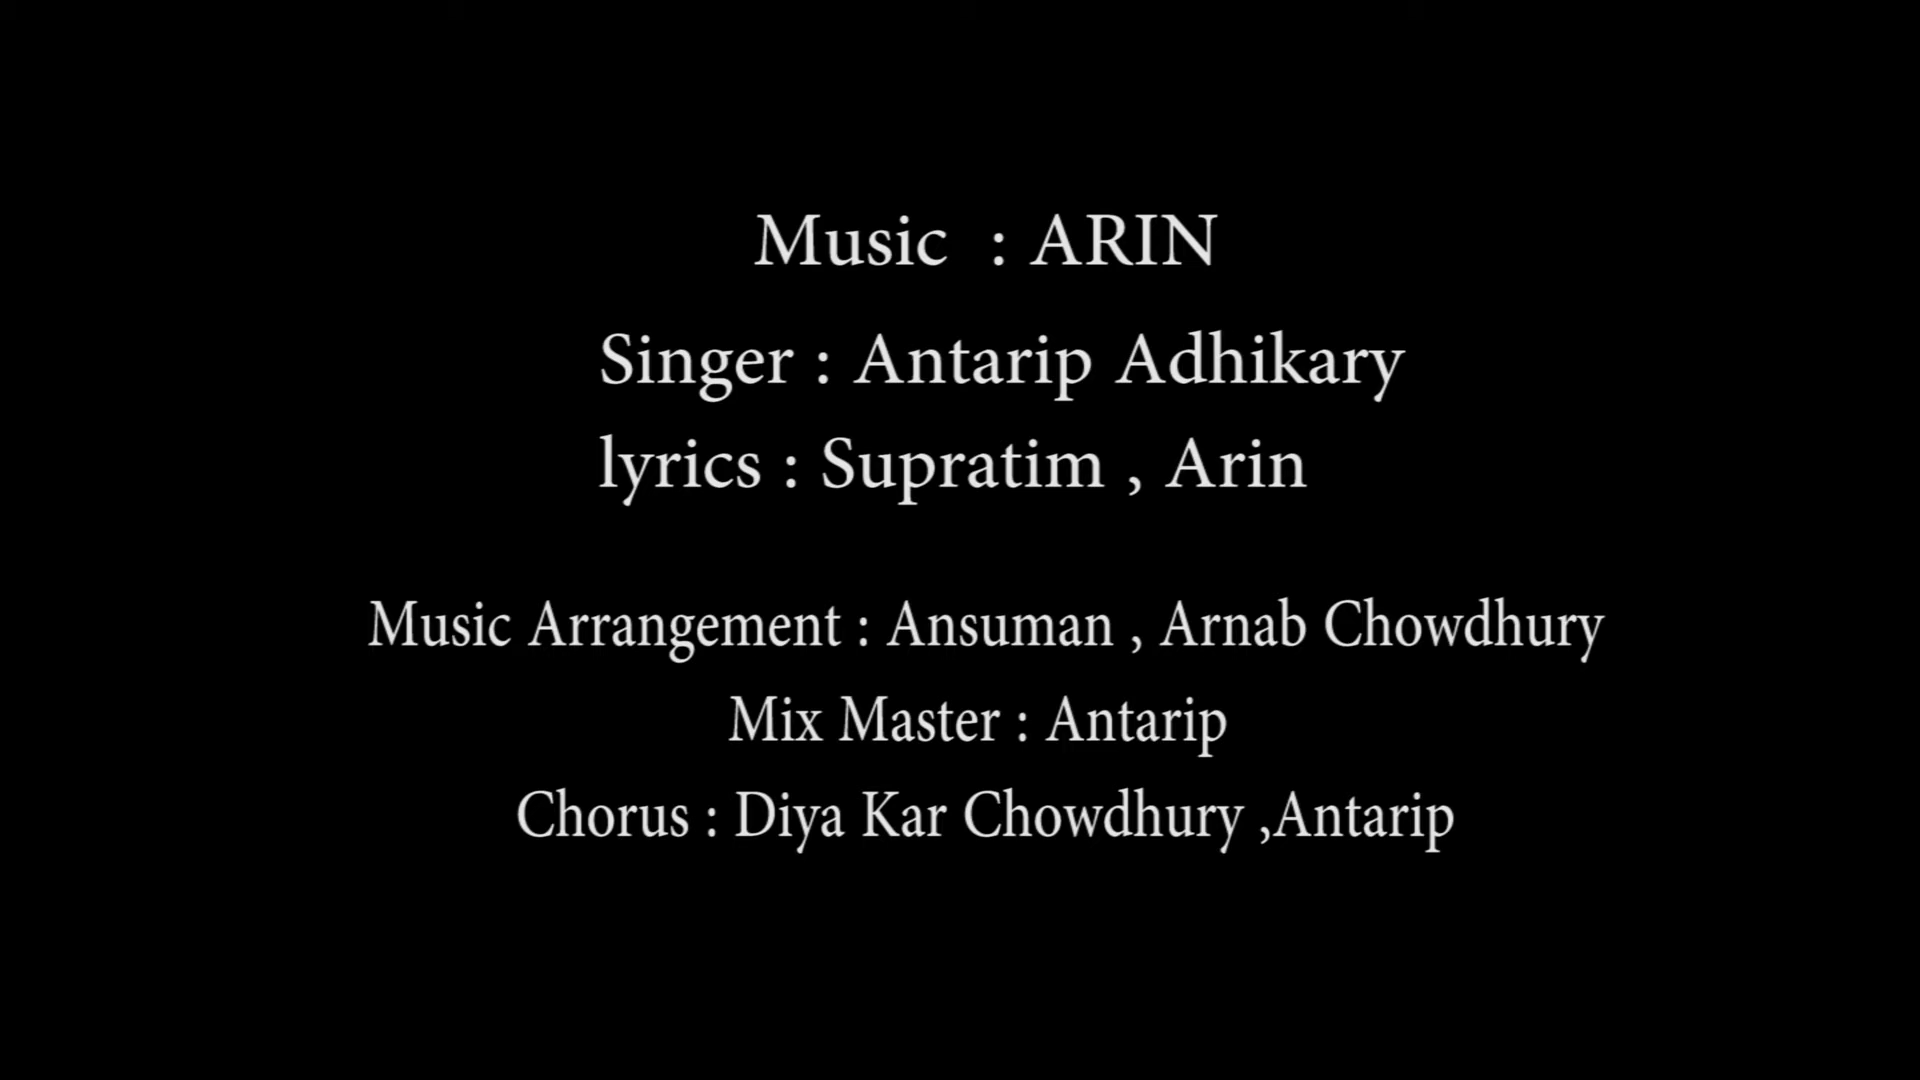 Music  : ARIN
Singer : Antarip Adhikary
lyrics : Supratim , Arin
Music Arrangement : Ansuman , Arnab Chowdhury
Mix Master : Antarip
Chorus : Diya Kar Chowdhury ,Antarip